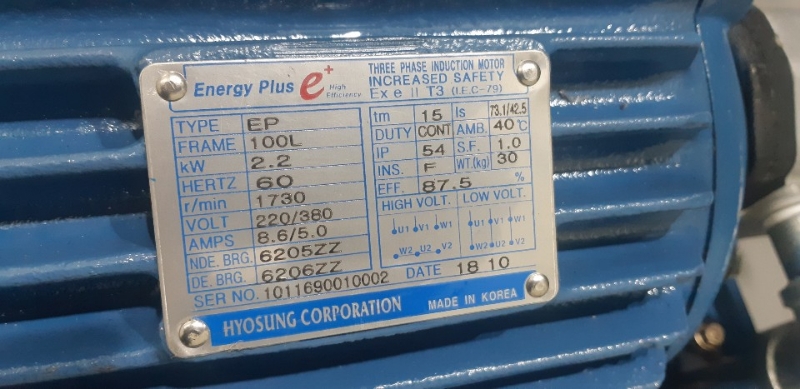 Energy Plus e+ High Efficiency
THREE PHASE INDUCTION MOTOR
INCREASED SAFETY
Ex e II T3 (I.E.C-79)
TYPE EP
FRAME 100L
kW 2.2
HERTZ 60
r/min 1730
VOLT 220/380
AMPS 8.6/5.0
NDE. BRG. 6205ZZ
DE. BRG. 6206ZZ
SER NO. 1011690010002
tm 15 Is 73.1/42.5
DUTY CONT AMB. 40℃
IP 54 S.F. 1.0
INS. F WT.(kg) 30
EFF. 87.5 %
HIGH VOLT. LOW VOLT.
U1 V1 W1 U1 V1 W1
W2 U2 V2 W2 U2 V2
DATE 18 10
HYOSUNG CORPORATION MADE IN KOREA